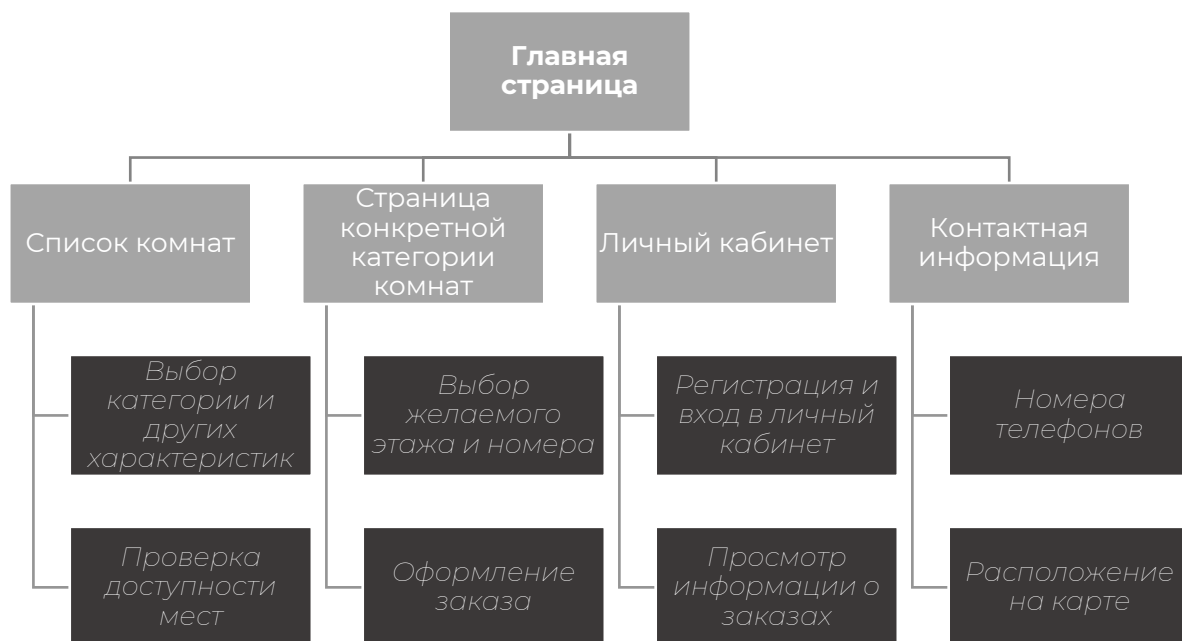 Главная
страница
Список комнат
Страница
конкретной
категории
комнат
Личный кабинет
Контактная
информация
Выбор
категории и
других
характеристик
Выбор
желаемого
этажа и номера
Регистрация и
вход в личный
кабинет
Номера
телефонов
Проверка
доступности
мест
Оформление
заказа
Просмотр
информации о
заказах
Расположение
на карте